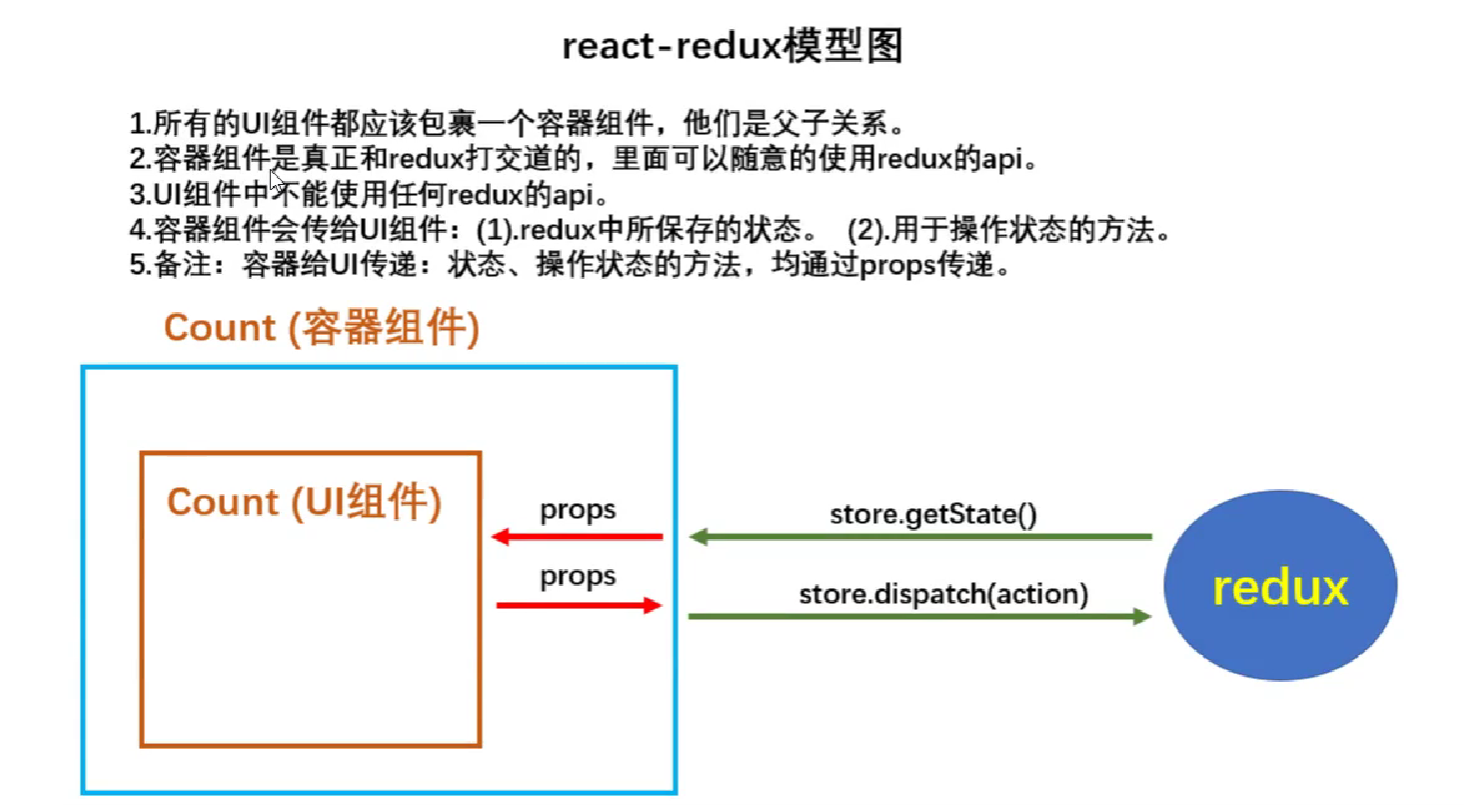 react-redux模型图
1.所有的UI组件都应该包裹一个容器组件，他们是父子关系。
2.容器组件是真正和redux打交道的，里面可以随意的使用redux的api。
3.UI组件中不能使用任何redux的api。
4.容器组件会传给UI组件：(1).redux中所保存的状态。 (2).用于操作状态的方法。
5.备注：容器给UI传递：状态、操作状态的方法，均通过props传递。
Count (容器组件)
Count (UI组件)
props
store.getState()
props
store.dispatch(action)
redux